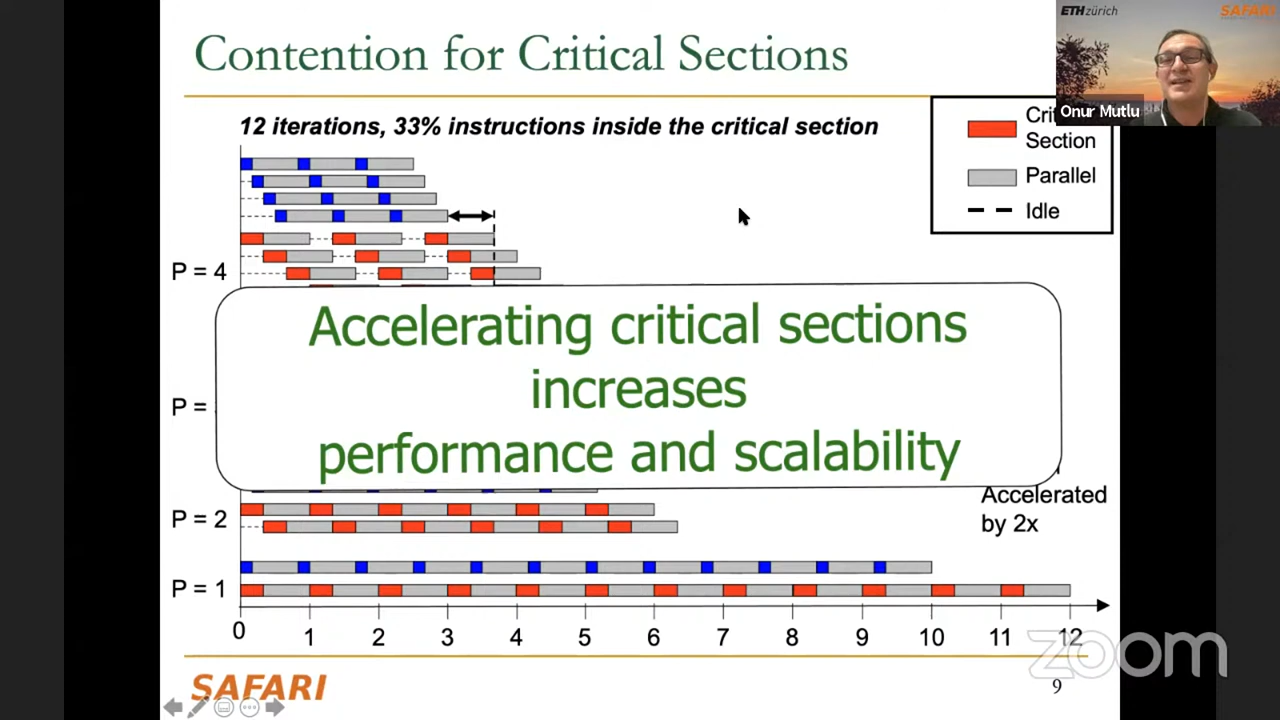 Contention for Critical Sections
ETH zürich
SAFARI
Onur Mutlu
12 iterations, 33% instructions inside the critical section
Section
Parallel
Idle
P = 4
Accelerating critical sections
increases
performance and scalability
P =
Accelerated
by 2x
P = 2
P = 1
0 1 2 3 4 5 6 7 8 9 10 11 12
zoom
SAFARI
9